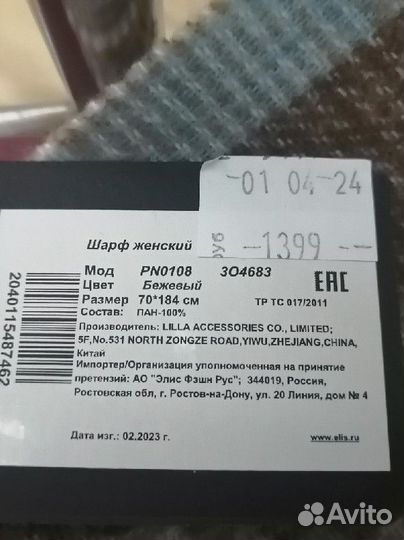 -01 04-24
руб
-1399 --
Шарф женский
Мод PN0108 3O4683
Цвет Бежевый
Размер 70*184 см
ТР ТС 017/2011
Состав: ПАН-100%
EAC
Производитель: LILLA ACCESSORIES CO., LIMITED;
5F,No.531 NORTH ZONGZE ROAD,YIWU,ZHEJIANG,CHINA,
Китай
Импортер/Организация уполномоченная на принятие
претензий: АО "Элис Фэшн Рус"; 344019, Россия,
Ростовская обл, г. Ростов-на-Дону, ул. 20 Линия, дом № 4
Дата изг.: 02.2023 г.
www.elis.ru
2040115487462
Avito